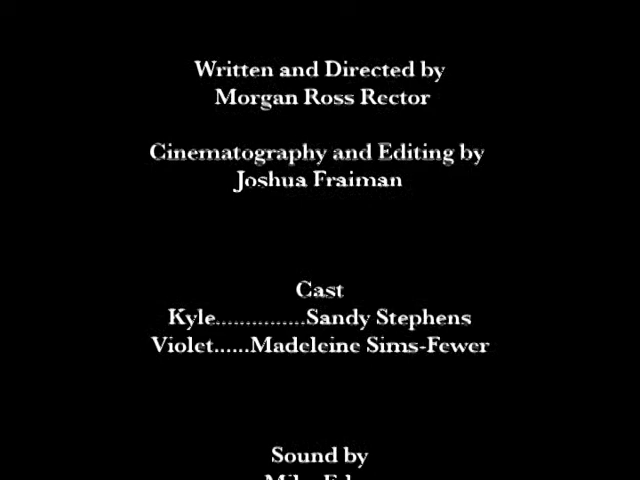 Written and Directed by
Morgan Ross Rector
Cinematography and Editing by
Joshua Fraiman
Cast
Kyle...............Sandy Stephens
Violet......Madeleine Sims-Fewer
Sound by